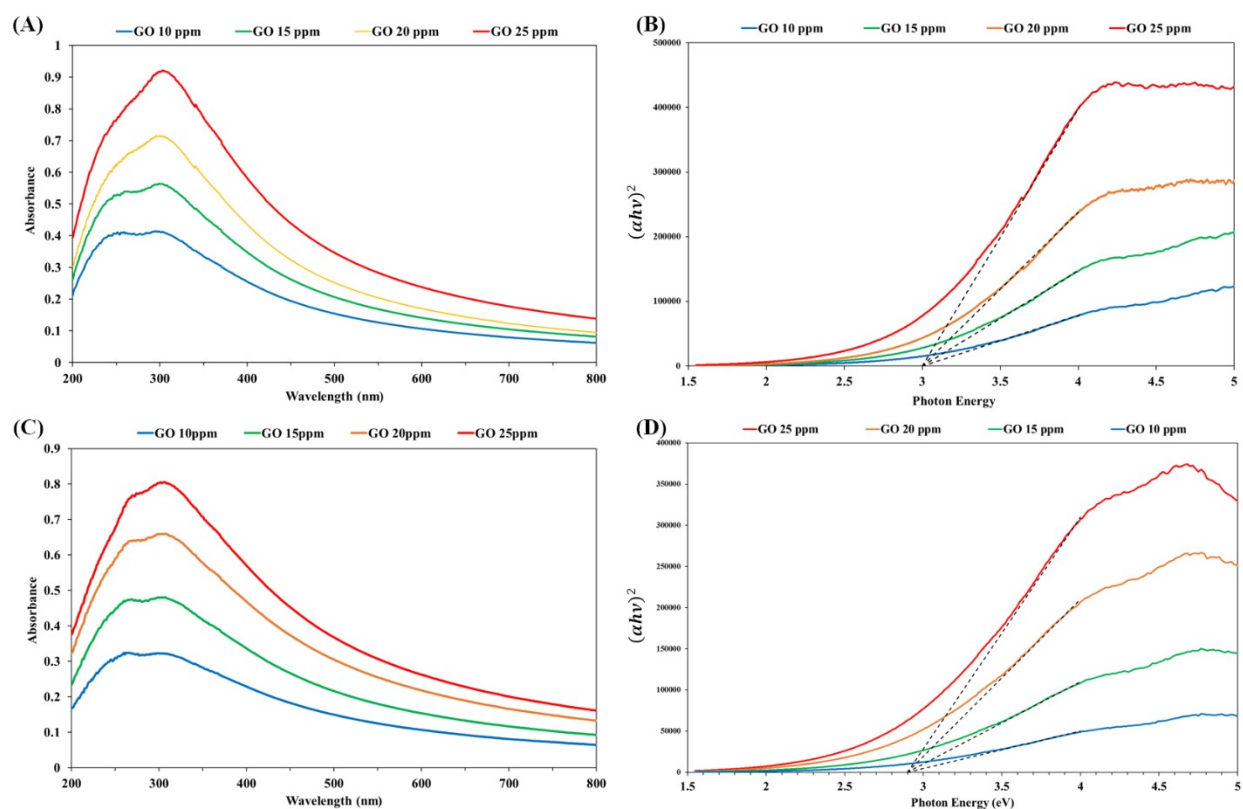 (A)
GO 10 ppm GO 15 ppm GO 20 ppm GO 25 ppm
1
0.9
0.8
0.7
0.6
0.5
0.4
0.3
0.2
0.1
0
Absorbance
200 300 400 500 600 700 800
Wavelength (nm)
(B)
GO 10 ppm GO 15 ppm GO 20 ppm GO 25 ppm
500000
400000
300000
200000
100000
0
(αhν)²
1.5 2 2.5 3 3.5 4 4.5 5
Photon Energy
(C)
GO 10ppm GO 15ppm GO 20ppm GO 25ppm
0.9
0.8
0.7
0.6
0.5
0.4
0.3
0.2
0.1
0
Absorbance
200 300 400 500 600 700 800
Wavelength (nm)
(D)
GO 25 ppm GO 20 ppm GO 15 ppm GO 10 ppm
400000
350000
300000
250000
200000
150000
100000
50000
0
(αhν)²
1.5 2 2.5 3 3.5 4 4.5 5
Photon Energy (eV)